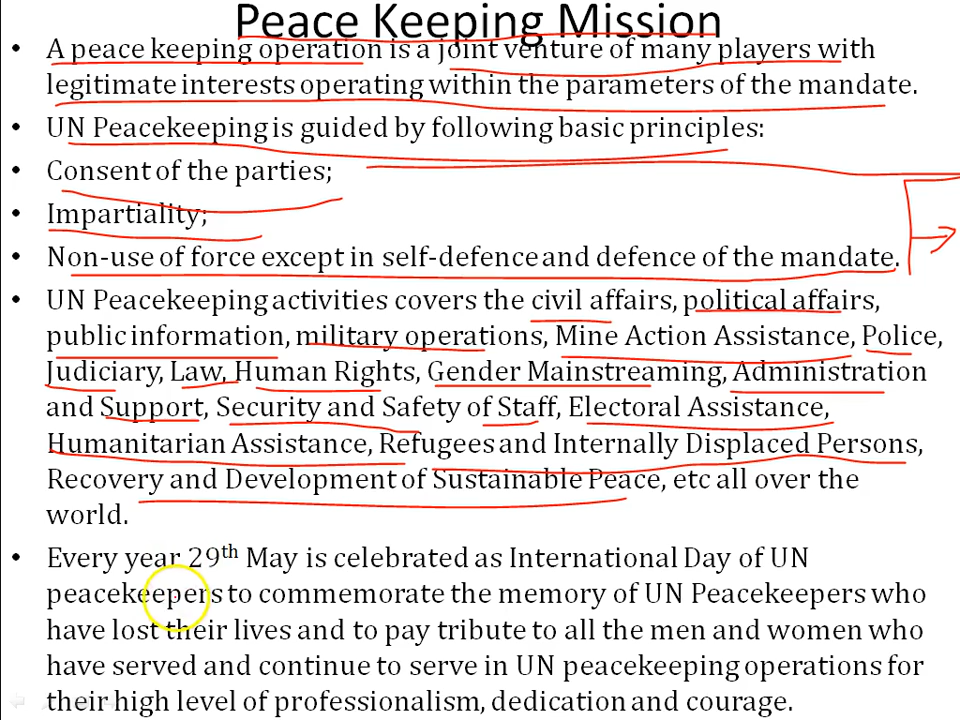 Peace Keeping Mission
• A peace keeping operation is a joint venture of many players with
legitimate interests operating within the parameters of the mandate.
• UN Peacekeeping is guided by following basic principles:
• Consent of the parties;
• Impartiality;
• Non-use of force except in self-defence and defence of the mandate.
• UN Peacekeeping activities covers the civil affairs, political affairs,
public information, military operations, Mine Action Assistance, Police,
Judiciary, Law, Human Rights, Gender Mainstreaming, Administration
and Support, Security and Safety of Staff, Electoral Assistance,
Humanitarian Assistance, Refugees and Internally Displaced Persons,
Recovery and Development of Sustainable Peace, etc all over the
world.
• Every year 29th May is celebrated as International Day of UN
peacekeepers to commemorate the memory of UN Peacekeepers who
have lost their lives and to pay tribute to all the men and women who
have served and continue to serve in UN peacekeeping operations for
their high level of professionalism, dedication and courage.